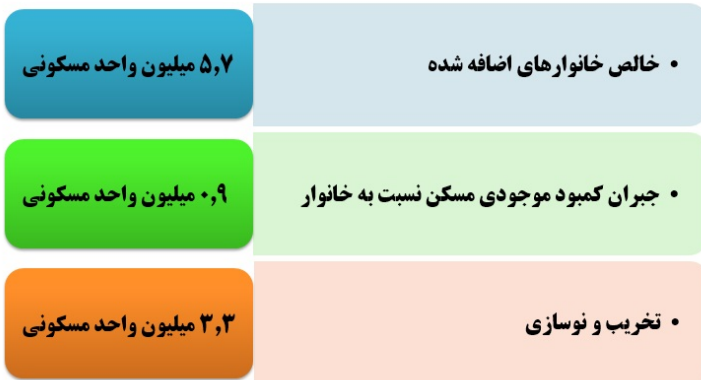 • خالص خانوارهای اضافه شده
۵,۷ میلیون واحد مسکونی
• جبران کمبود موجودی مسکن نسبت به خانوار
۰,۹ میلیون واحد مسکونی
• تخریب و نوسازی
۳,۳ میلیون واحد مسکونی